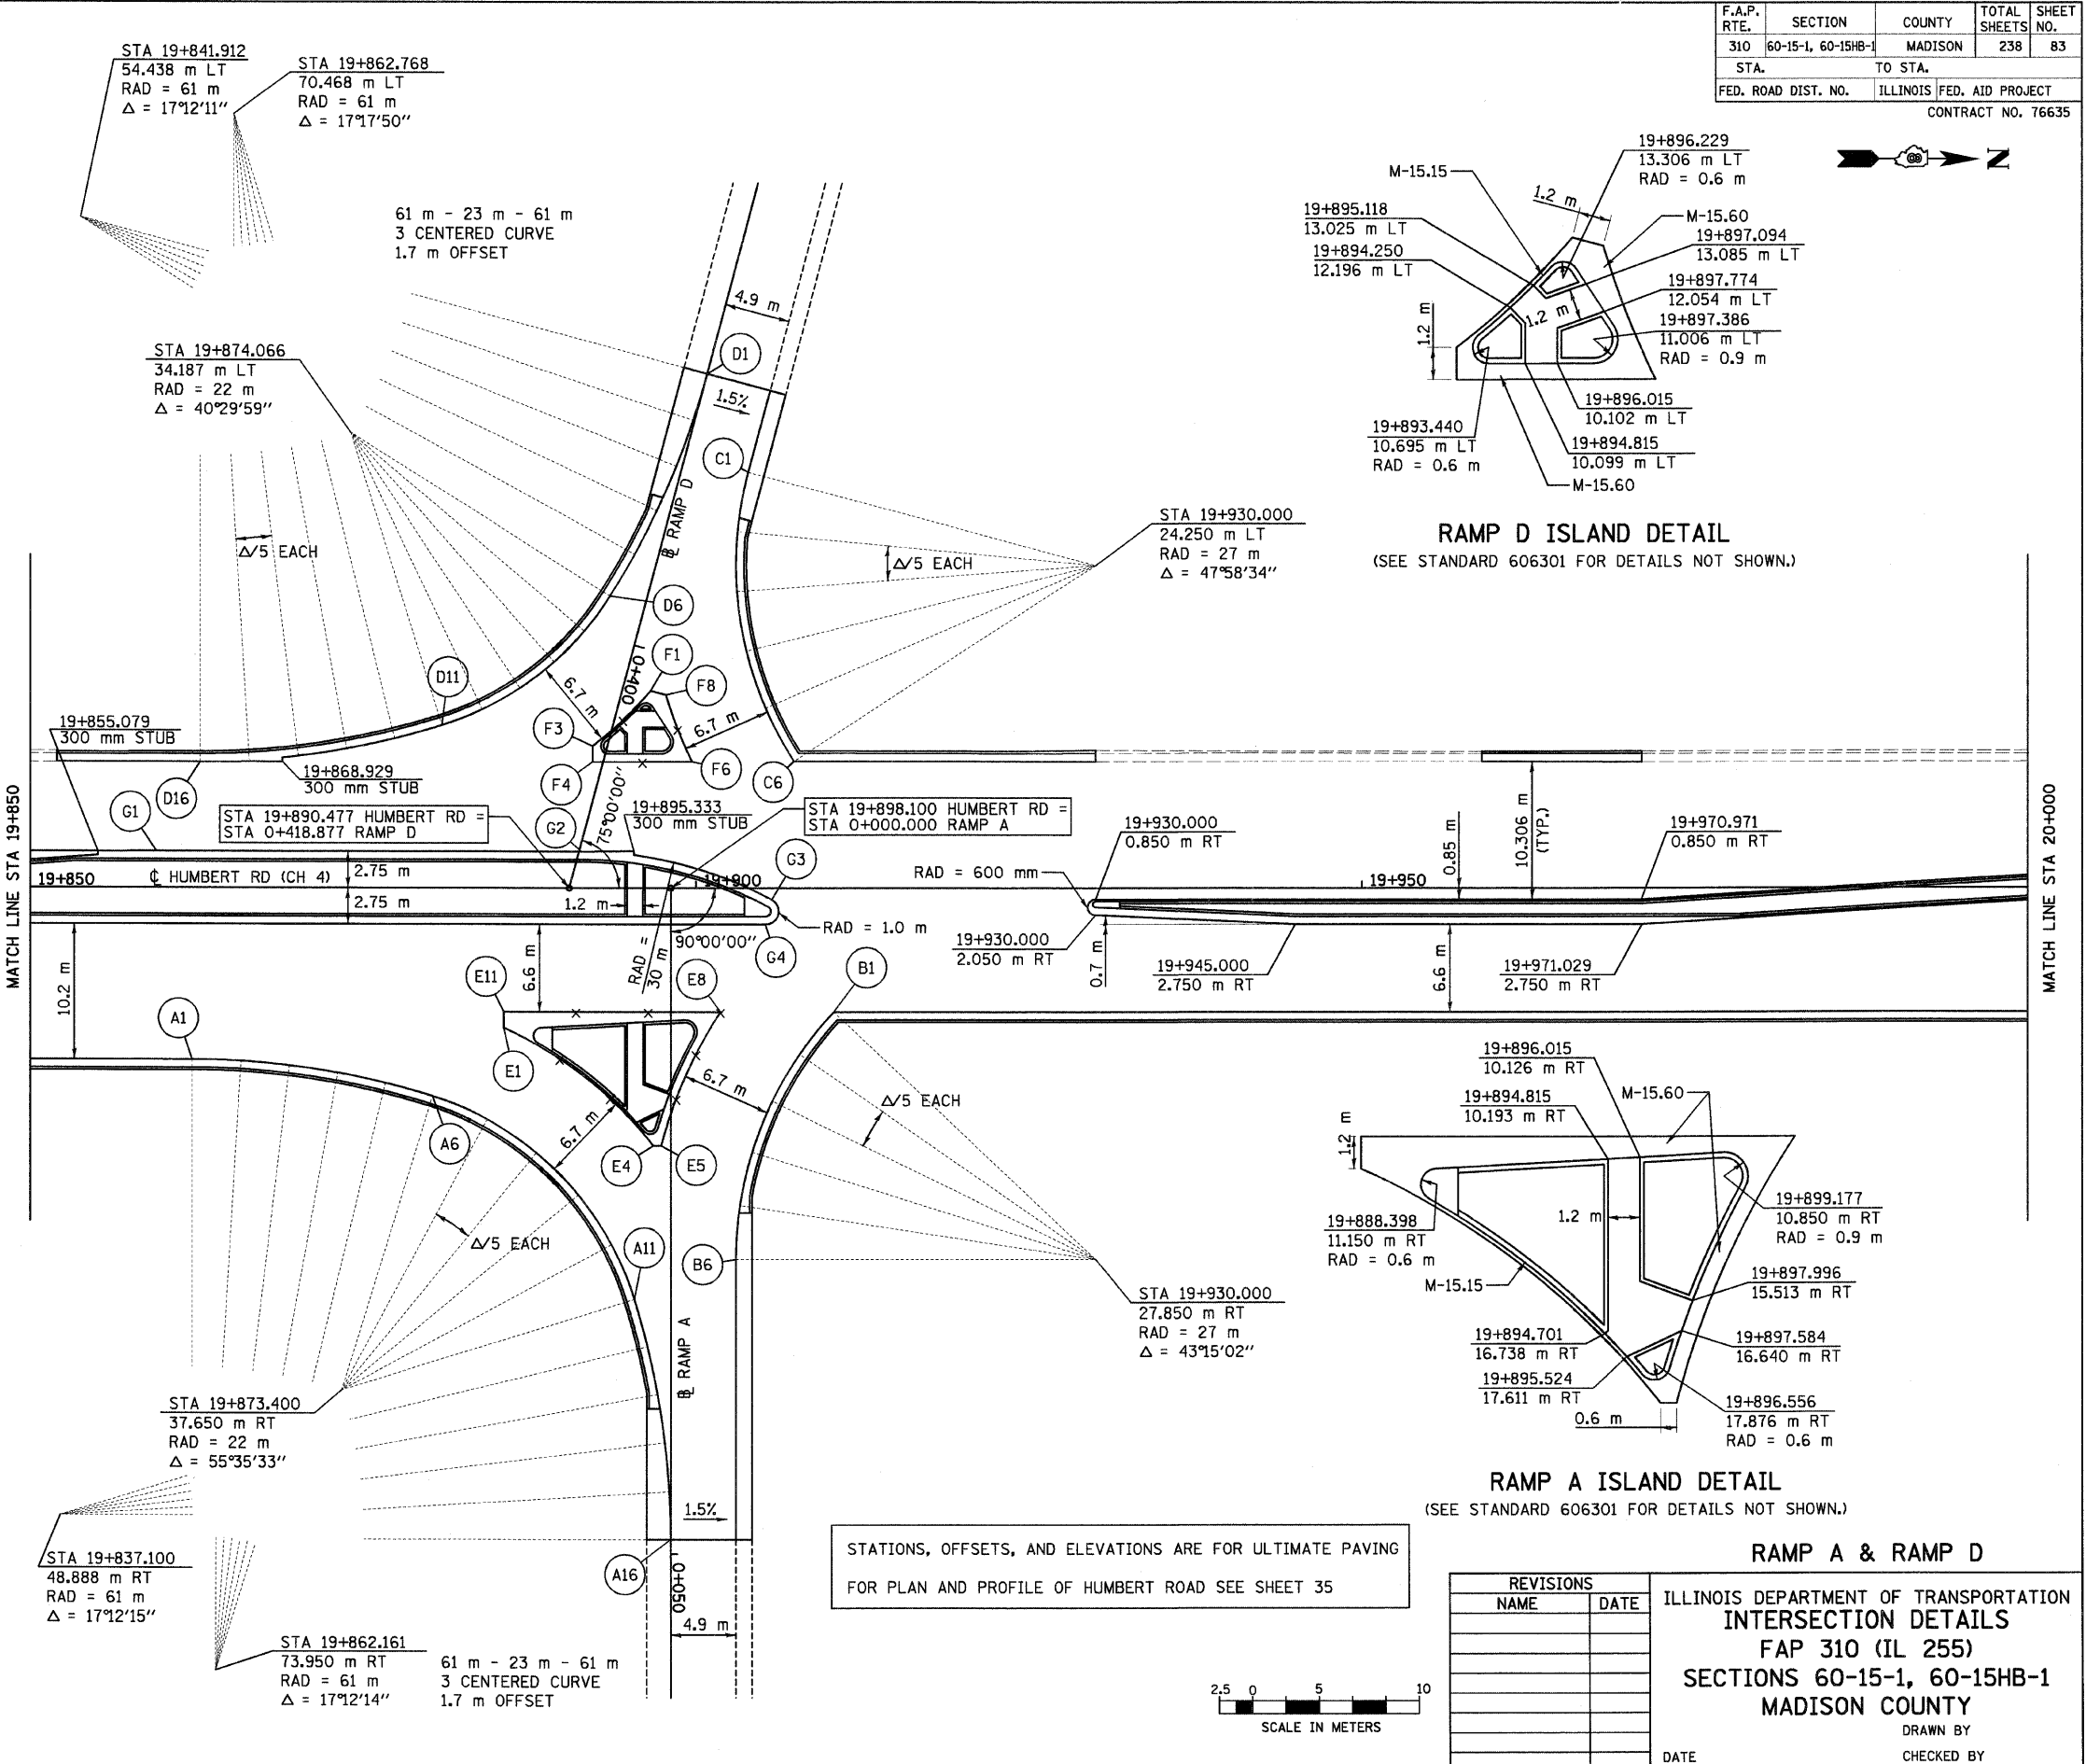 F.A.P. RTE. SECTION COUNTY TOTAL SHEETS SHEET NO.
310 60-15-1, 60-15HB-1 MADISON 238 83
STA. TO STA.
FED. ROAD DIST. NO. ILLINOIS FED. AID PROJECT
CONTRACT NO. 76635
N
STA 19+841.912
54.438 m LT
RAD = 61 m
Δ = 17°12'11"
STA 19+862.768
70.468 m LT
RAD = 61 m
Δ = 17°17'50"
61 m - 23 m - 61 m
3 CENTERED CURVE
1.7 m OFFSET
STA 19+874.066
34.187 m LT
RAD = 22 m
Δ = 40°29'59"
Δ/5 EACH
4.9 m
D1
1.5%
C1
℄ RAMP D
D6
F1
0+400
F8
D11
6.7 m
6.7 m
F3
F4
F6
C6
Δ/5 EACH
STA 19+930.000
24.250 m LT
RAD = 27 m
Δ = 47°58'34"
M-15.15
19+896.229
13.306 m LT
RAD = 0.6 m
1.2 m
19+895.118
13.025 m LT
M-15.60
19+897.094
13.085 m LT
19+894.250
12.196 m LT
19+897.774
12.054 m LT
1.2 m
1.2 m
19+897.386
11.006 m LT
RAD = 0.9 m
19+896.015
10.102 m LT
19+893.440
10.695 m LT
RAD = 0.6 m
19+894.815
10.099 m LT
M-15.60
RAMP D ISLAND DETAIL
(SEE STANDARD 606301 FOR DETAILS NOT SHOWN.)
19+855.079
300 mm STUB
19+868.929
300 mm STUB
D16
G1
STA 19+890.477 HUMBERT RD =
STA 0+418.877 RAMP D
G2
75°00'00"
19+895.333
300 mm STUB
STA 19+898.100 HUMBERT RD =
STA 0+000.000 RAMP A
MATCH LINE STA 19+850
19+850
℄ HUMBERT RD (CH 4)
2.75 m
2.75 m
1.2 m
19+900
G3
RAD = 600 mm
RAD = 1.0 m
90°00'00"
G4
RAD = 30 m
19+930.000
0.850 m RT
0.85 m
10.306 m (TYP.)
19+970.971
0.850 m RT
19+950
19+930.000
2.050 m RT
0.7 m
19+945.000
2.750 m RT
6.6 m
19+971.029
2.750 m RT
MATCH LINE STA 20+000
10.2 m
6.6 m
E11
E8
B1
A1
E1
A6
6.7 m
E4
E5
6.7 m
Δ/5 EACH
Δ/5 EACH
A11
B6
℄ RAMP A
STA 19+930.000
27.850 m RT
RAD = 27 m
Δ = 43°15'02"
STA 19+873.400
37.650 m RT
RAD = 22 m
Δ = 55°35'33"
STA 19+837.100
48.888 m RT
RAD = 61 m
Δ = 17°12'15"
STA 19+862.161
73.950 m RT
RAD = 61 m
Δ = 17°12'14"
61 m - 23 m - 61 m
3 CENTERED CURVE
1.7 m OFFSET
1.5%
A16
0+050
4.9 m
19+896.015
10.126 m RT
19+894.815
10.193 m RT
M-15.60
1.2 m
1.2 m
19+899.177
10.850 m RT
RAD = 0.9 m
19+888.398
11.150 m RT
RAD = 0.6 m
M-15.15
19+897.996
15.513 m RT
19+894.701
16.738 m RT
19+897.584
16.640 m RT
19+895.524
17.611 m RT
19+896.556
17.876 m RT
RAD = 0.6 m
0.6 m
RAMP A ISLAND DETAIL
(SEE STANDARD 606301 FOR DETAILS NOT SHOWN.)
STATIONS, OFFSETS, AND ELEVATIONS ARE FOR ULTIMATE PAVING
FOR PLAN AND PROFILE OF HUMBERT ROAD SEE SHEET 35
2.5 0 5 10
SCALE IN METERS
RAMP A & RAMP D
REVISIONS
NAME DATE
ILLINOIS DEPARTMENT OF TRANSPORTATION
INTERSECTION DETAILS
FAP 310 (IL 255)
SECTIONS 60-15-1, 60-15HB-1
MADISON COUNTY
DRAWN BY
DATE CHECKED BY